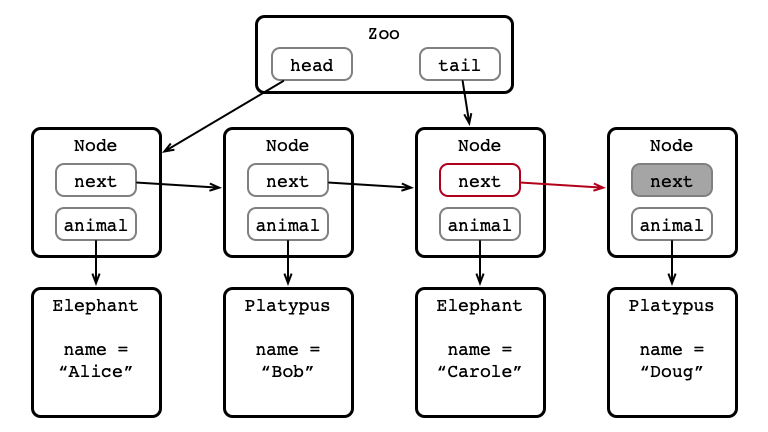 Zoo
head tail
Node Node Node Node
next next next next
animal animal animal animal
Elephant Platypus Elephant Platypus
name = name = name = name =
“Alice” “Bob” “Carole” “Doug”